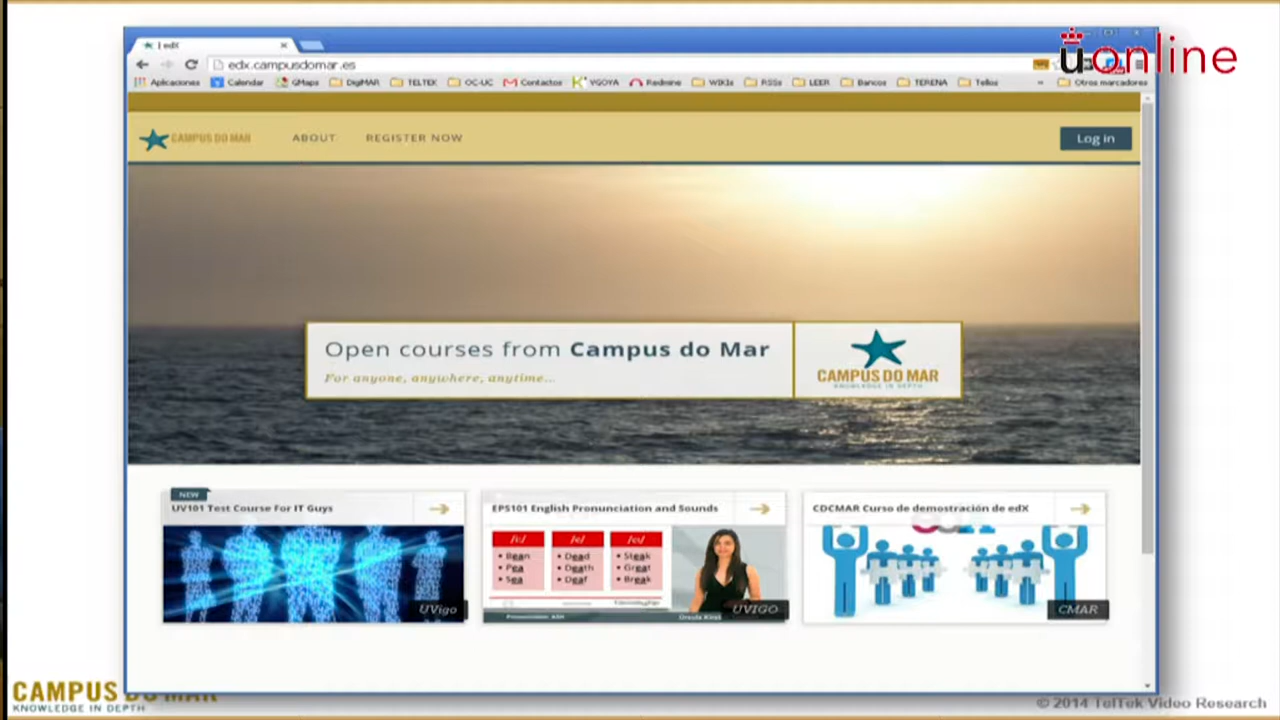 | edX
uonline
edx.campusdomar.es
Aplicaciones Calendar GMaps DigiMAR TELTEK OC-UC Contactos YGOYA Redmine WIKIs RSSs LEER Bancos TERENA Tellos » Otros marcadores
CAMPUS DO MAR ABOUT REGISTER NOW Log in
Open courses from Campus do Mar
For anyone, anywhere, anytime...
CAMPUS DO MAR
KNOWLEDGE IN DEPTH
NEW
UV101 Test Course For IT Guys
EPS101 English Pronunciation and Sounds
CDCMAR Curso de demostración de edX
• Bean
• Pea
• Sea
• Dead
• Death
• Deaf
• Steak
• Great
• Break
UVigo
UVIGO
CMAR
CAMPUS DO MAR
KNOWLEDGE IN DEPTH
© 2014 TelTek Video Research